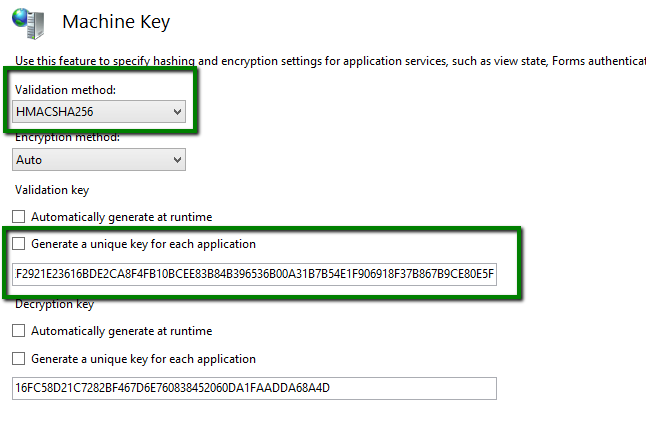 Machine Key
Use this feature to specify hashing and encryption settings for application services, such as view state, Forms authenticat
Validation method:
HMACSHA256
Encryption method:
Auto
Validation key
Automatically generate at runtime
Generate a unique key for each application
F2921E23616BDE2CA8F4FB10BCEE83B84B396536B00A31B7B54E1F906918F37B867B9CE80E5F
Decryption key
Automatically generate at runtime
Generate a unique key for each application
16FC58D21C7282BF467D6E760838452060DA1FAADDA68A4D